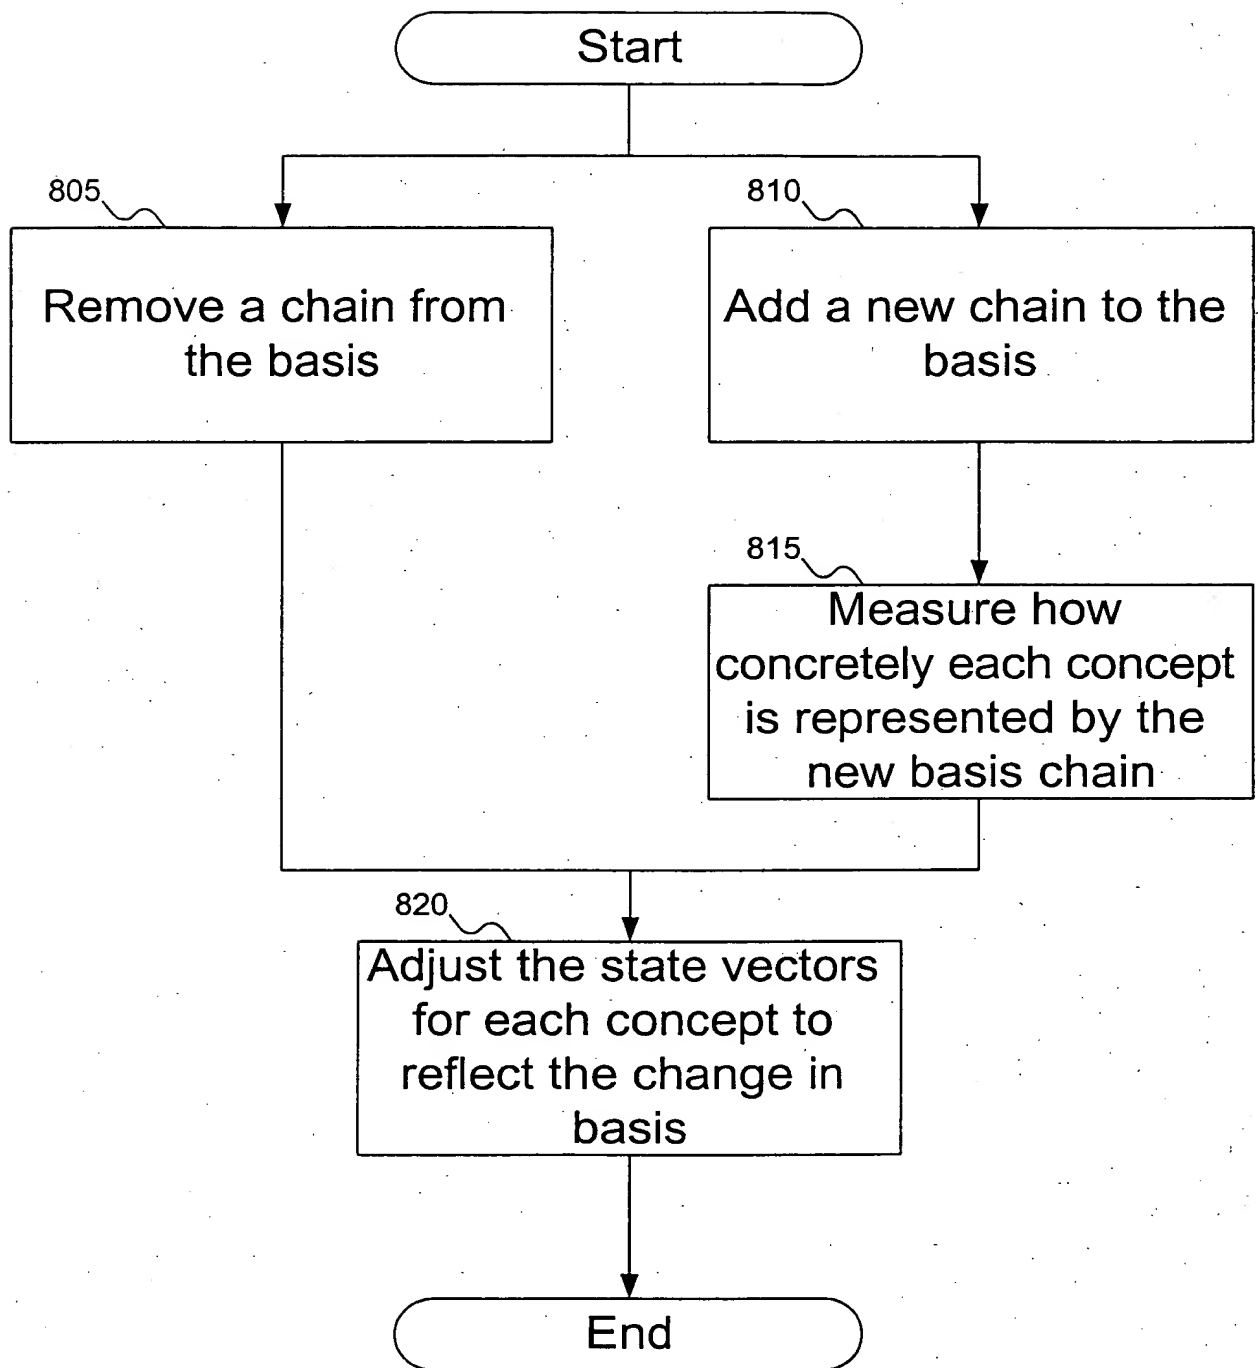 Start
805
Remove a chain from
the basis
810
Add a new chain to the
basis
815
Measure how
concretely each concept
is represented by the
new basis chain
820
Adjust the state vectors
for each concept to
reflect the change in
basis
End